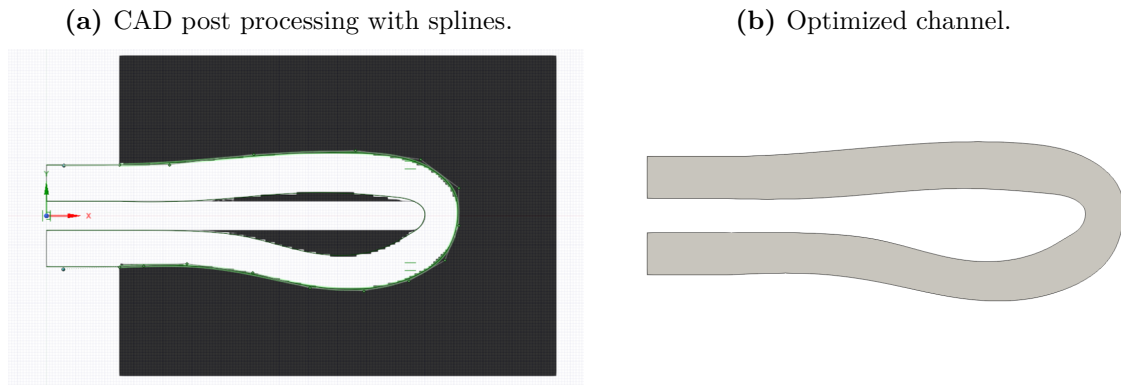 (a) CAD post processing with splines.
(b) Optimized channel.
Y
X